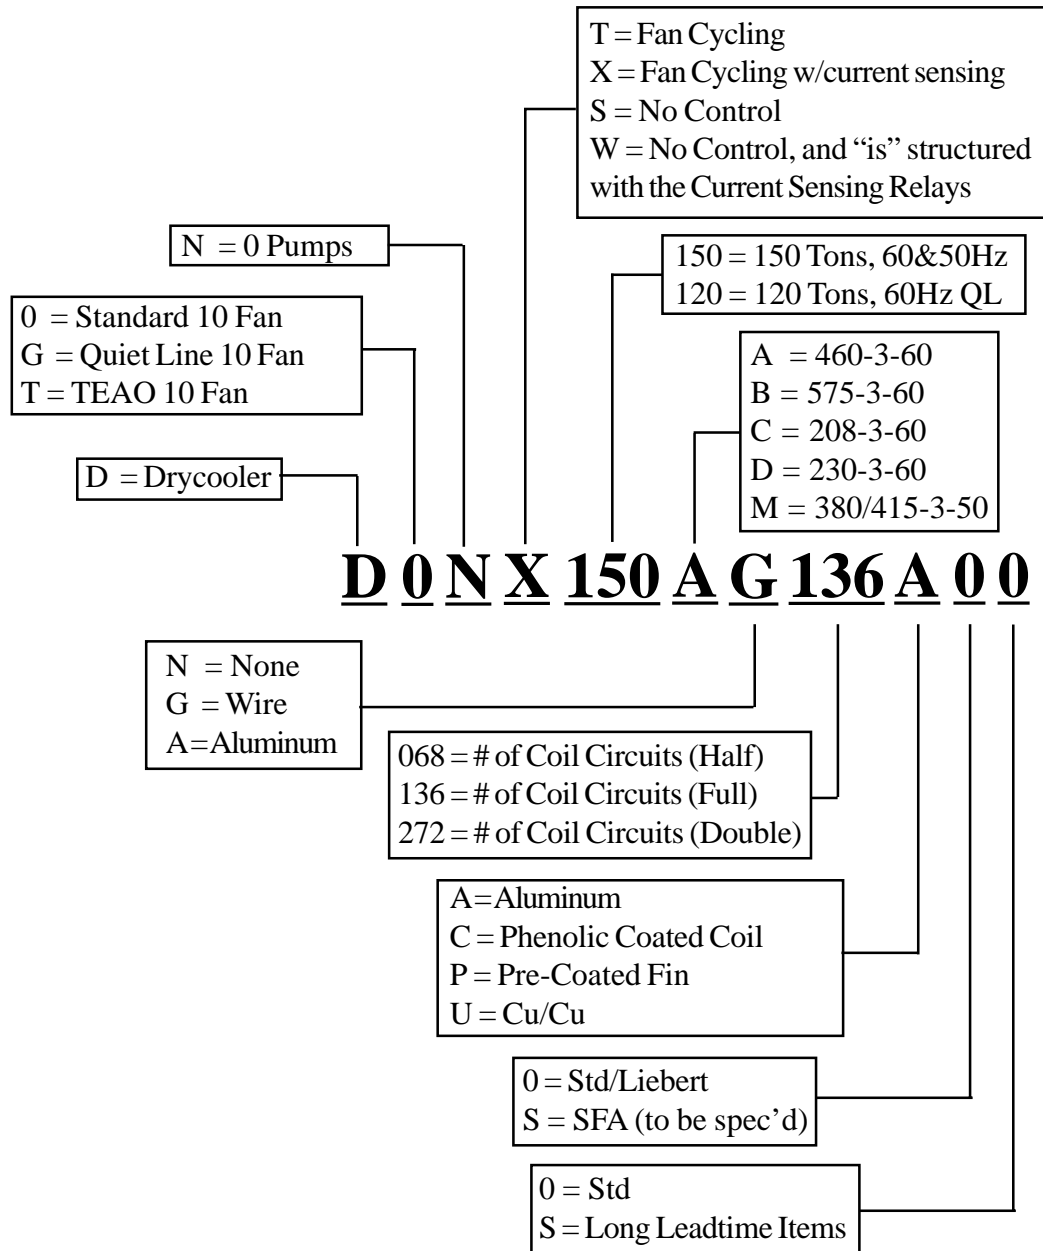 T = Fan Cycling
X = Fan Cycling w/current sensing
S = No Control
W = No Control, and “is” structured
with the Current Sensing Relays
N = 0 Pumps
150 = 150 Tons, 60&50Hz
120 = 120 Tons, 60Hz QL
0 = Standard 10 Fan
G = Quiet Line 10 Fan
T = TEAO 10 Fan
A = 460-3-60
B = 575-3-60
C = 208-3-60
D = 230-3-60
M = 380/415-3-50
D = Drycooler
D 0 N X 150 A G 136 A 0 0
N = None
G = Wire
A=Aluminum
068 = # of Coil Circuits (Half)
136 = # of Coil Circuits (Full)
272 = # of Coil Circuits (Double)
A=Aluminum
C = Phenolic Coated Coil
P = Pre-Coated Fin
U = Cu/Cu
0 = Std/Liebert
S = SFA (to be spec’d)
0 = Std
S = Long Leadtime Items